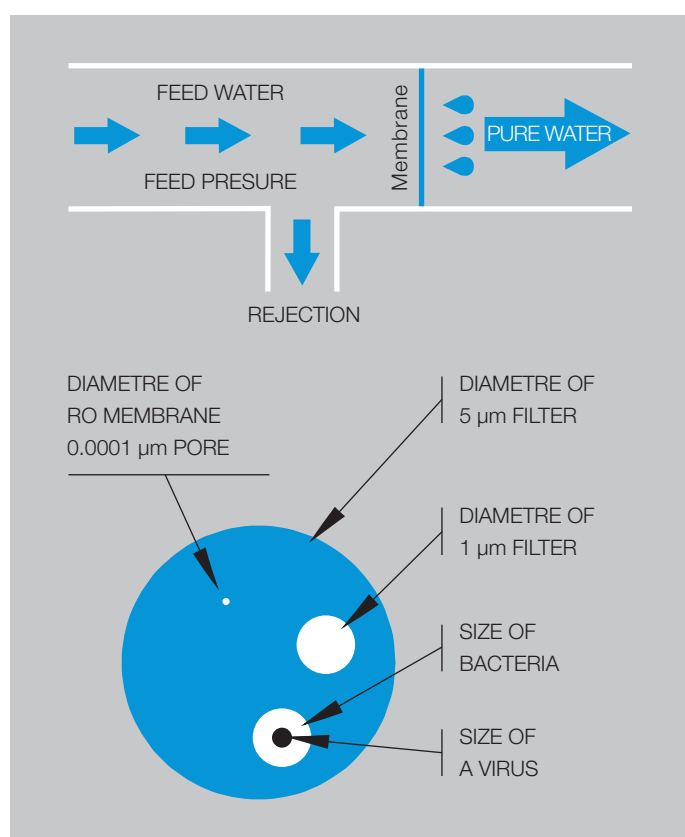 FEED WATER
FEED PRESURE
Membrane
PURE WATER
REJECTION
DIAMETRE OF
RO MEMBRANE
0.0001 µm PORE
DIAMETRE OF
5 µm FILTER
DIAMETRE OF
1 µm FILTER
SIZE OF
BACTERIA
SIZE OF
A VIRUS